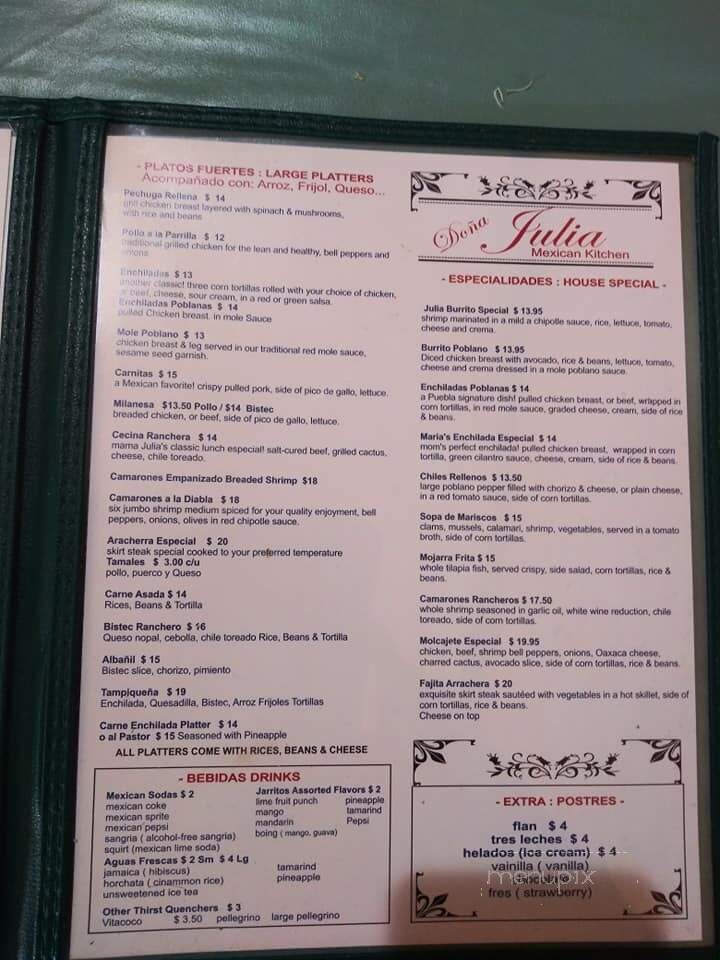 - PLATOS FUERTES : LARGE PLATTERS
Acompañado con: Arroz, Frijol, Queso...
Pechuga Rellena $ 14
grill chicken breast layered with spinach & mushrooms,
with rice and beans
Pollo a la Parrilla $ 12
traditional grilled chicken for the lean and healthy, bell peppers and
onions
Enchiladas $ 13
another classic! three corn tortillas rolled with your choice of chicken,
or beef, cheese, sour cream, in a red or green salsa.
Enchiladas Poblanas $ 14
pulled Chicken breast. in mole Sauce
Mole Poblano $ 13
chicken breast & leg served in our traditional red mole sauce,
sesame seed garnish.
Carnitas $ 15
a Mexican favorite! crispy pulled pork, side of pico de gallo, lettuce.
Milanesa $13.50 Pollo / $14 Bistec
breaded chicken, or beef, side of pico de gallo, lettuce.
Cecina Ranchera $ 14
mama Julia's classic lunch especial! salt-cured beef, grilled cactus,
cheese, chile toreado.
Camarones Empanizado Breaded Shrimp $18
Camarones a la Diabla $ 18
six jumbo shrimp medium spiced for your quality enjoyment, bell
peppers, onions, olives in red chipotle sauce.
Aracherra Especial $ 20
skirt steak special cooked to your preferred temperature
Tamales $ 3.00 c/u
pollo, puerco y Queso
Carne Asada $ 14
Rices, Beans & Tortilla
Bistec Ranchero $ 16
Queso nopal, cebolla, chile toreado Rice, Beans & Tortilla
Albañil $ 15
Bistec slice, chorizo, pimiento
Tampiqueña $ 19
Enchilada, Quesadilla, Bistec, Arroz Frijoles Tortillas
Carne Enchilada Platter $ 14
o al Pastor $ 15 Seasoned with Pineapple
ALL PLATTERS COME WITH RICES, BEANS & CHEESE
- BEBIDAS DRINKS
Mexican Sodas $ 2
mexican coke
mexican sprite
mexican pepsi
sangria ( alcohol-free sangria)
squirt (mexican lime soda)
Aguas Frescas $ 2 Sm $ 4 Lg
jamaica ( hibiscus)
horchata ( cinammon rice)
unsweetened ice tea
tamarind
pineapple
Jarritos Assorted Flavors $ 2
lime fruit punch pineapple
mango tamarind
mandarin Pepsi
boing ( mango, guava)
Other Thirst Quenchers $ 3
Vitacoco $ 3,50 pellegrino large pellegrino
Doña Julia
Mexican Kitchen
- ESPECIALIDADES : HOUSE SPECIAL -
Julia Burrito Special $ 13.95
shrimp marinated in a mild a chipotle sauce, rice, lettuce, tomato,
cheese and crema.
Burrito Poblano $ 13.95
Diced chicken breast with avocado, rice & beans, lettuce, tomato,
cheese and crema dressed in a mole poblano sauce.
Enchiladas Poblanas $ 14
a Puebla signature dish! pulled chicken breast, or beef, wrapped in
corn tortillas, in red mole sauce, graded cheese, cream, side of rice
& beans.
Maria's Enchilada Especial $ 14
mom's perfect enchilada! pulled chicken breast, wrapped in corn
tortilla, green cilantro sauce, cheese, cream, side of rice & beans.
Chiles Rellenos $ 13.50
large poblano pepper filled with chorizo & cheese, or plain cheese,
in a red tomato sauce, side of corn tortillas.
Sopa de Mariscos $ 15
clams, mussels, calamari, shrimp, vegetables, served in a tomato
broth, side of corn tortillas.
Mojarra Frita $ 15
whole tilapia fish, served crispy, side salad, corn tortillas, rice &
beans.
Camarones Rancheros $ 17.50
whole shrimp seasoned in garlic oil, white wine reduction, chile
toreado, side of corn tortillas.
Molcajete Especial $ 19.95
chicken, beef, shrimp bell peppers, onions, Oaxaca cheese,
charred cactus, avocado slice, side of corn tortillas, rice & beans.
Fajita Arrachera $ 20
exquisite skirt steak sautéed with vegetables in a hot skillet, side of
corn tortillas, rice & beans.
Cheese on top
- EXTRA : POSTRES -
flan $ 4
tres leches $ 4
helados (ice cream) $ 4
vainilla ( vanilla)
menupix
fres ( strawberry)